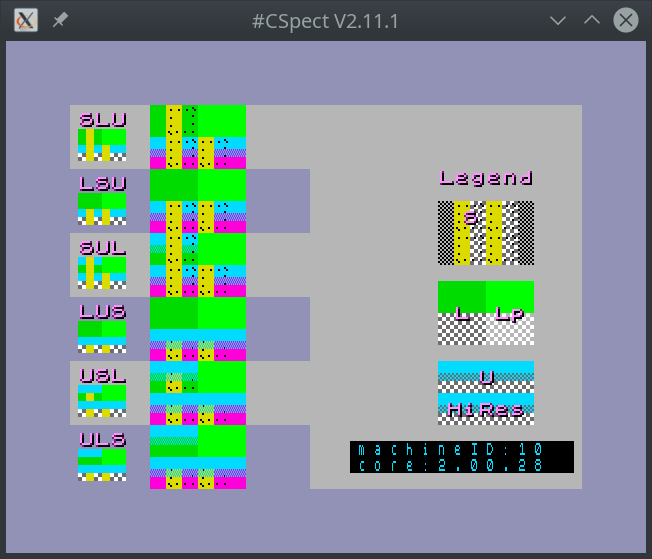 #CSpect V2.11.1
SLU
LSU
SUL
LUS
USL
ULS
Legend
S
L Lp
U
HiRes
machineID:10
core:2.00.28